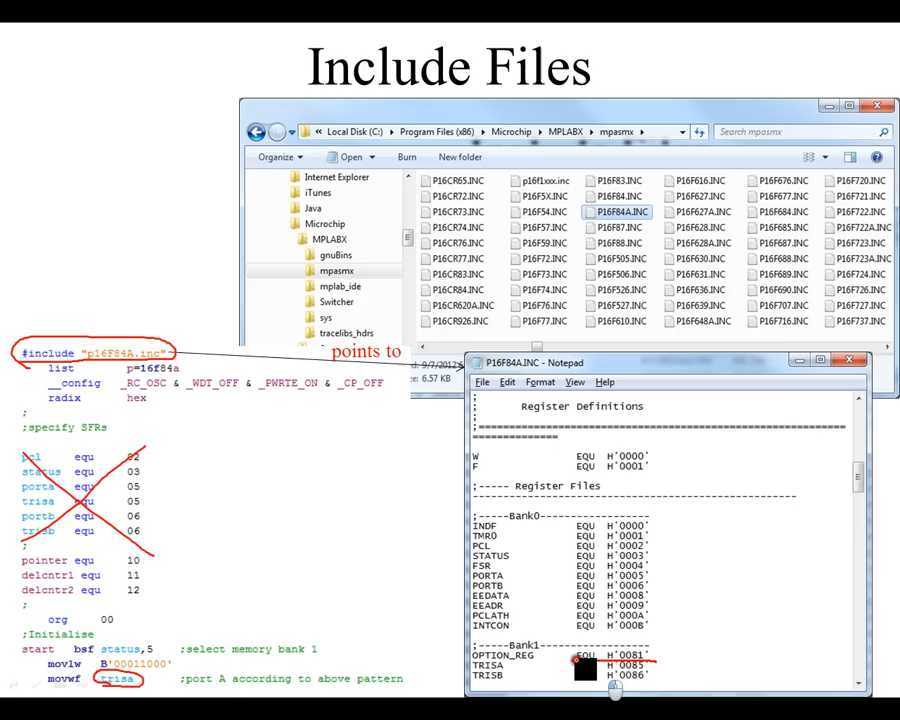 Include Files
« Local Disk (C:) ▸ Program Files (x86) ▸ Microchip ▸ MPLABX ▸ mpasmx ▸
Search mpasmx
Organize ▾ Open ▾ Burn New folder
Internet Explorer
iTunes
Java
Microchip
MPLABX
gnuBins
mpasmx
mplab_ide
Switcher
sys
tracelibs_hdrs
P16CR65.INC p16f1xxx.inc P16F83.INC P16F616.INC P16F676.INC P16F720.INC
P16CR72.INC P16F5X.INC P16F84.INC P16F627.INC P16F677.INC P16F721.INC
P16CR73.INC P16F54.INC P16F84A.INC P16F627A.INC P16F684.INC P16F722.INC
P16CR74.INC P16F57.INC P16F87.INC P16F628.INC P16F685.INC P16F722A.INC
P16CR76.INC P16F59.INC P16F88.INC P16F628A.INC P16F687.INC P16F723.INC
P16CR77.INC P16F72.INC P16F505.INC P16F630.INC P16F688.INC P16F723A.INC
P16CR83.INC P16F73.INC P16F506.INC P16F631.INC P16F689.INC P16F724.INC
P16CR84.INC P16F74.INC P16F526.INC P16F636.INC P16F690.INC P16F726.INC
P16CR620A.INC P16F76.INC P16F527.INC P16F639.INC P16F707.INC P16F727.INC
P16CR926.INC P16F77.INC P16F610.INC P16F648A.INC P16F716.INC P16F737.INC
6.57 KB
points to
#include "p16F84A.inc"
list p=16f84a
__config _RC_OSC & _WDT_OFF & _PWRTE_ON & _CP_OFF
radix hex
;
;specify SFRs
pcl equ 02
status equ 03
porta equ 05
trisa equ 05
portb equ 06
trisb equ 06
;
pointer equ 10
delcntr1 equ 11
delcntr2 equ 12
;
org 00
;Initialise
start bsf status,5 ;select memory bank 1
movlw B'00011000'
movwf trisa ;port A according to above pattern
P16F84A.INC - Notepad
File Edit Format View Help
;
; Register Definitions
;
;==============================================================
==============
W EQU H'0000'
F EQU H'0001'
;----- Register Files
------------------------------------------------------
;-----Bank0------------------
INDF EQU H'0000'
TMR0 EQU H'0001'
PCL EQU H'0002'
STATUS EQU H'0003'
FSR EQU H'0004'
PORTA EQU H'0005'
PORTB EQU H'0006'
EEDATA EQU H'0008'
EEADR EQU H'0009'
PCLATH EQU H'000A'
INTCON EQU H'000B'
;-----Bank1------------------
OPTION_REG EQU H'0081'
TRISA H'0085'
TRISB H'0086'